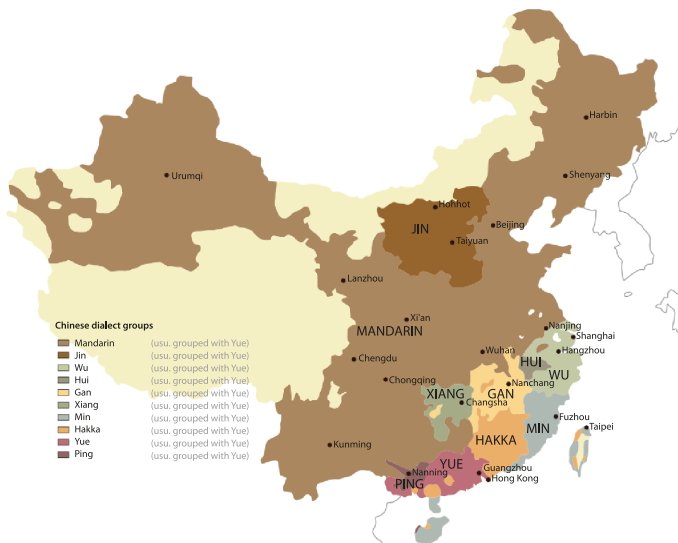 Harbin
Urumqi
Shenyang
Hohhot
Beijing
JIN
Taiyuan
Lanzhou
Xi'an
MANDARIN
Nanjing
Shanghai
Chinese dialect groups
Mandarin (usu. grouped with Yue)
Jin (usu. grouped with Yue)
Wu (usu. grouped with Yue)
Hui (usu. grouped with Yue)
Gan (usu. grouped with Yue)
Xiang (usu. grouped with Yue)
Min (usu. grouped with Yue)
Hakka (usu. grouped with Yue)
Yue (usu. grouped with Yue)
Ping (usu. grouped with Yue)
Chengdu
Wuhan
Hangzhou
HUI
WU
Chongqing
Nanchang
XIANG
GAN
Changsha
Fuzhou
MIN
Taipei
HAKKA
Kunming
YUE
Nanning
Guangzhou
PING
Hong Kong